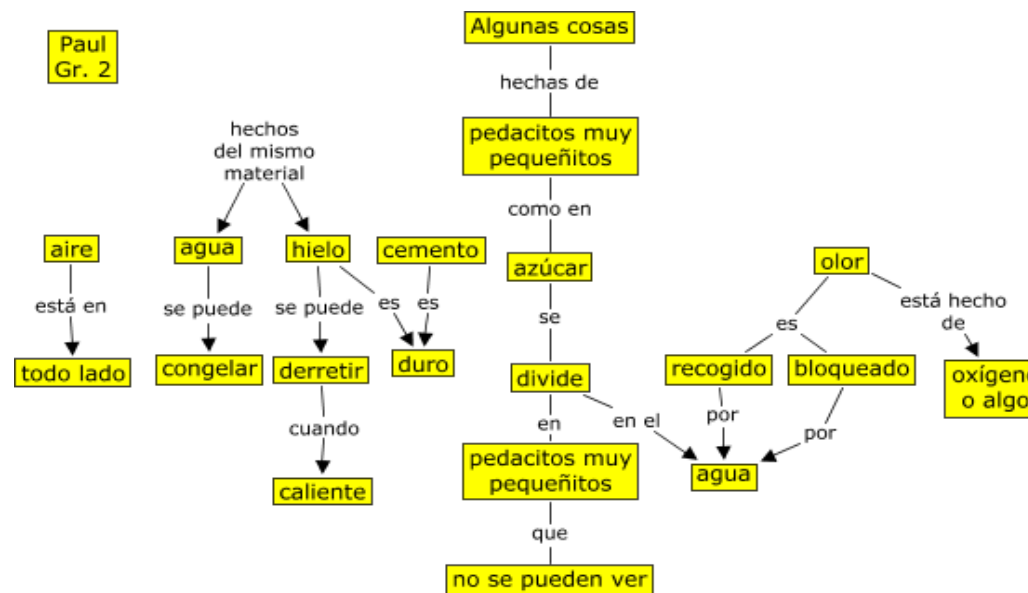 Paul
Gr. 2
Algunas cosas
hechas de
pedacitos muy
pequeñitos
como en
azúcar
se
divide
en
en el
pedacitos muy
pequeñitos
que
no se pueden ver
hechos
del mismo
material
aire
está en
todo lado
agua
se puede
congelar
hielo
se puede
derretir
cuando
caliente
es
cemento
es
duro
olor
es
recogido
bloqueado
por
por
agua
está hecho
de
oxígeno
o algo